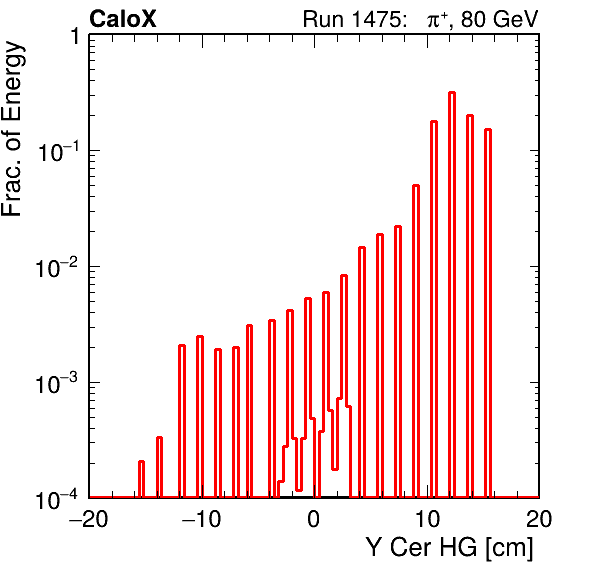 CaloX Run 1475: π⁺, 80 GeV
Frac. of Energy
1
10⁻¹
10⁻²
10⁻³
10⁻⁴
−20 −10 0 10 20
Y Cer HG [cm]